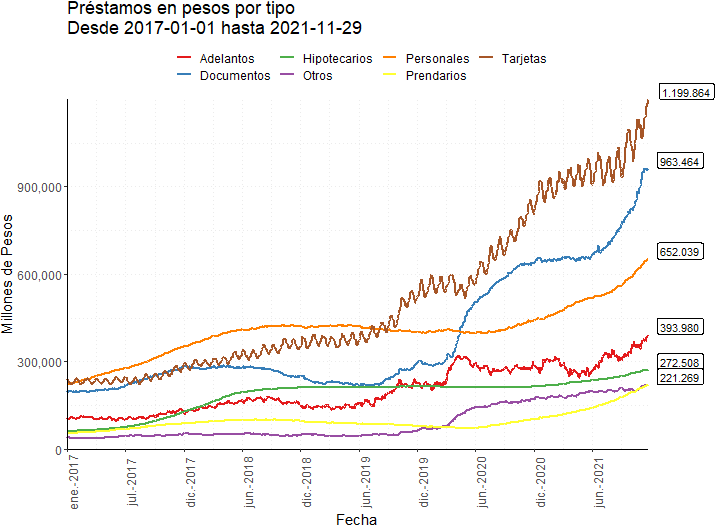 Préstamos en pesos por tipo
Desde 2017-01-01 hasta 2021-11-29
Adelantos Hipotecarios Personales Tarjetas
Documentos Otros Prendarios
1.199.864
963.464
652.039
393.980
272.508
221.269
Millones de Pesos
900,000
600,000
300,000
0
ene.-2017
jul.-2017
dic.-2017
jun.-2018
dic.-2018
jun.-2019
dic.-2019
jun.-2020
dic.-2020
jun.-2021
Fecha